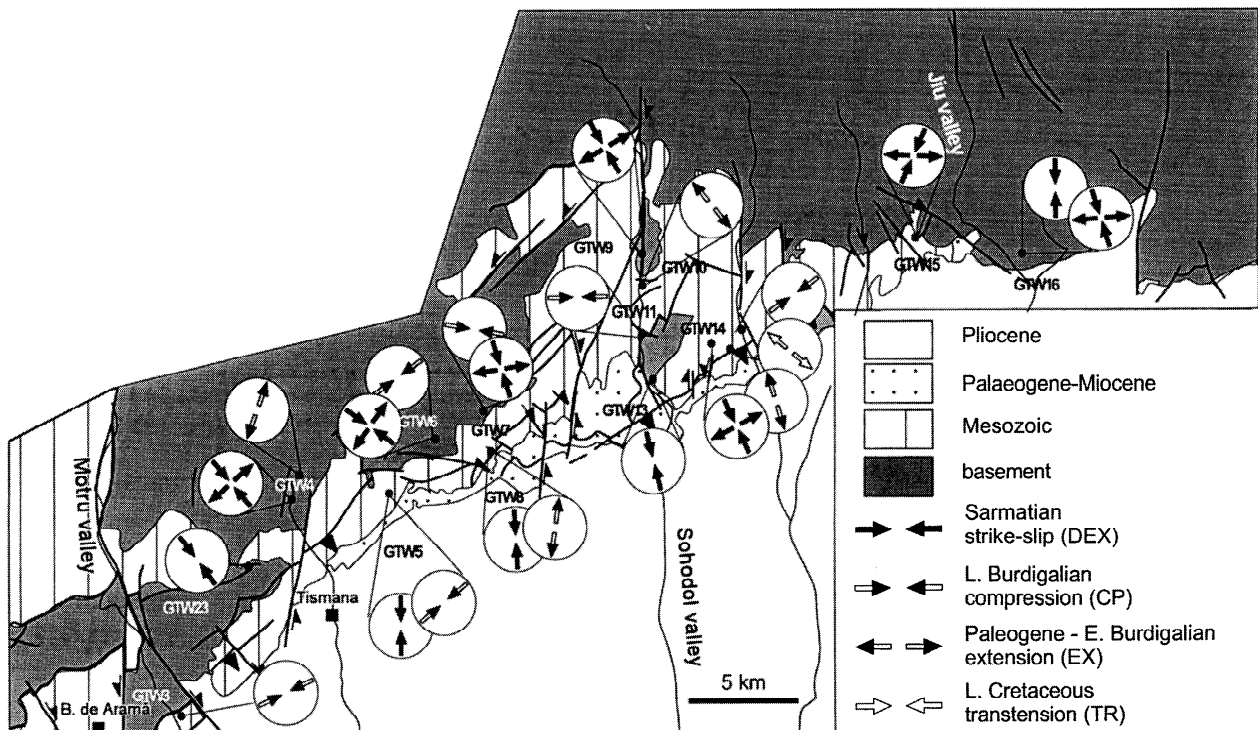 Jiu valley
GTW9
GTW10
GTW15
GTW16
GTW11
GTW14
GTW13
GTW6
GTW7
GTW4
GTW8
GTW5
Motru valley
GTW23
Tismana
Sohodol valley
GTW3
B. de Aramă
5 km
Pliocene
Palaeogene-Miocene
Mesozoic
basement
Sarmatian
strike-slip (DEX)
L. Burdigalian
compression (CP)
Paleogene - E. Burdigalian
extension (EX)
L. Cretaceous
transtension (TR)